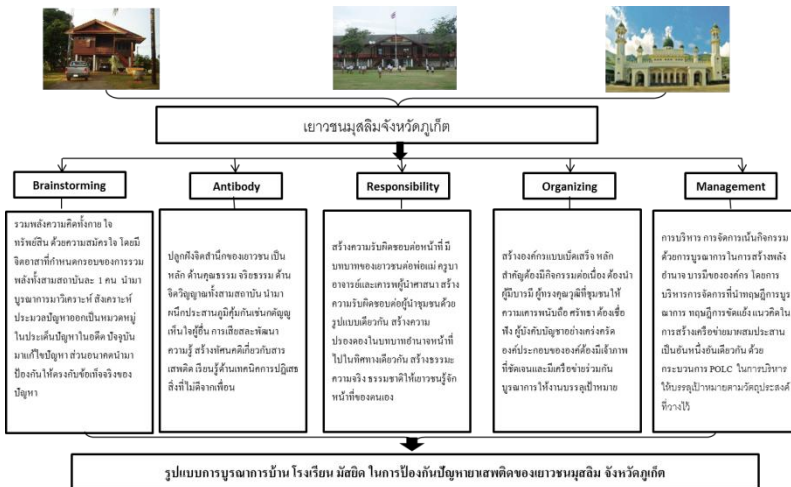 เยาวชนมุสลิมจังหวัดภูเก็ต
Brainstorming
รวมพลังความคิดทั้งกาย ใจ
ทรัพย์สิน ด้วยความสมัครใจ โดยมี
จิตอาสาที่กำหนดกรอบของการรวม
พลังทั้งสามสถาบันละ 1 คน นำมา
บูรณาการมาวิเคราะห์ สังเคราะห์
ประมวลปัญหาออกเป็นหมวดหมู่
ในประเด็นปัญหาในอดีต ปัจจุบัน
มาแก้ไขปัญหา ส่วนอนาคตนำมา
ป้องกันให้ตรงกับข้อเท็จจริงของ
ปัญหา
Antibody
ปลูกฝังจิตสำนึกของเยาวชน เป็น
หลัก ด้านคุณธรรม จริยธรรม ด้าน
จิตวิญญาณทั้งสามสถาบัน นำมา
ผนึกประสานภูมิคุ้มกันเช่นกตัญญู
เห็นใจผู้อื่น การเสียสละพัฒนา
ความรู้ สร้างทัศนคติเกี่ยวกับสาร
เสพติด เรียนรู้ด้านเทคนิคการปฏิเสธ
สิ่งที่ไม่ดีจากเพื่อน
Responsibility
สร้างความรับผิดชอบต่อหน้าที่ มี
บทบาทของเยาวชนต่อพ่อแม่ ครูบา
อาจารย์และเคารพผู้นำศาสนา สร้าง
ความรับผิดชอบต่อผู้นำชุมชนด้วย
รูปแบบเดียวกัน สร้างความ
ปรองดองในบทบาทอำนาจหน้าที่
ไปในทิศทางเดียวกัน สร้างธรรมะ
ความจริง ธรรมชาติให้เยาวชนรู้จัก
หน้าที่ของตนเอง
Organizing
สร้างองค์กรแบบเบ็ดเสร็จ หลัก
สำคัญต้องมีกิจกรรมต่อเนื่อง ต้องนำ
ผู้มีบารมี ผู้ทรงคุณวุฒิที่ชุมชนให้
ความเคารพนับถือ ศรัทธา ต้องเชื่อ
ฟัง ผู้บังคับบัญชาอย่างเคร่งครัด
องค์ประกอบขององค์ต้องมีเจ้าภาพ
ที่ชัดเจนและมีเครือข่ายร่วมกัน
บูรณาการให้งานบรรลุเป้าหมาย
Management
การบริหาร การจัดการเน้นกิจกรรม
ด้วยการบูรณาการในการสร้างพลัง
อำนาจ บารมีขององค์กร โดยการ
บริหารการจัดการที่นำทฤษฎีการบูร
ณาการ ทฤษฎีการขัดแย้งแนวคิดใน
การสร้างเครือข่ายมาผสมประสาน
เป็นอันหนึ่งอันเดียวกัน ด้วย
กระบวนการ POLC ในการบริหาร
ให้บรรลุเป้าหมายตามวัตถุประสงค์
ที่วางไว้
รูปแบบการบูรณาการบ้าน โรงเรียน มัสยิด ในการป้องกันปัญหายาเสพติดของเยาวชนมุสลิม จังหวัดภูเก็ต